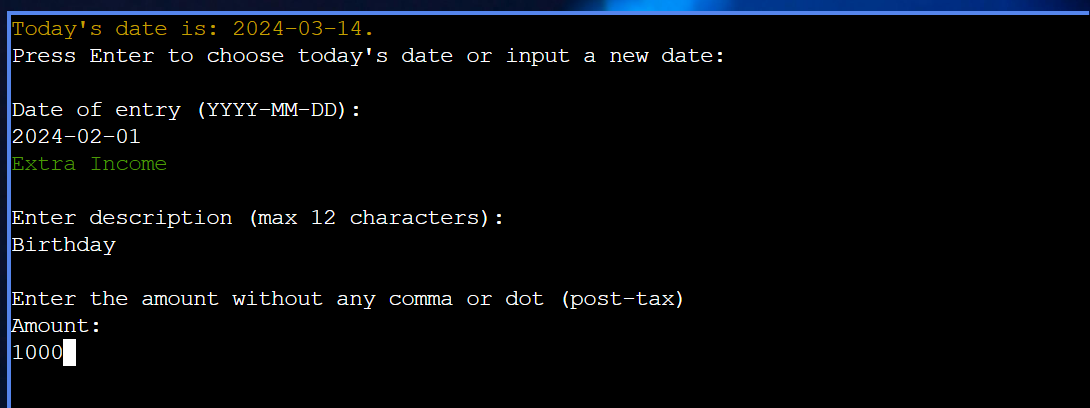 Today's date is: 2024-03-14.
Press Enter to choose today's date or input a new date:
Date of entry (YYYY-MM-DD):
2024-02-01
Extra Income
Enter description (max 12 characters):
Birthday
Enter the amount without any comma or dot (post-tax)
Amount:
1000